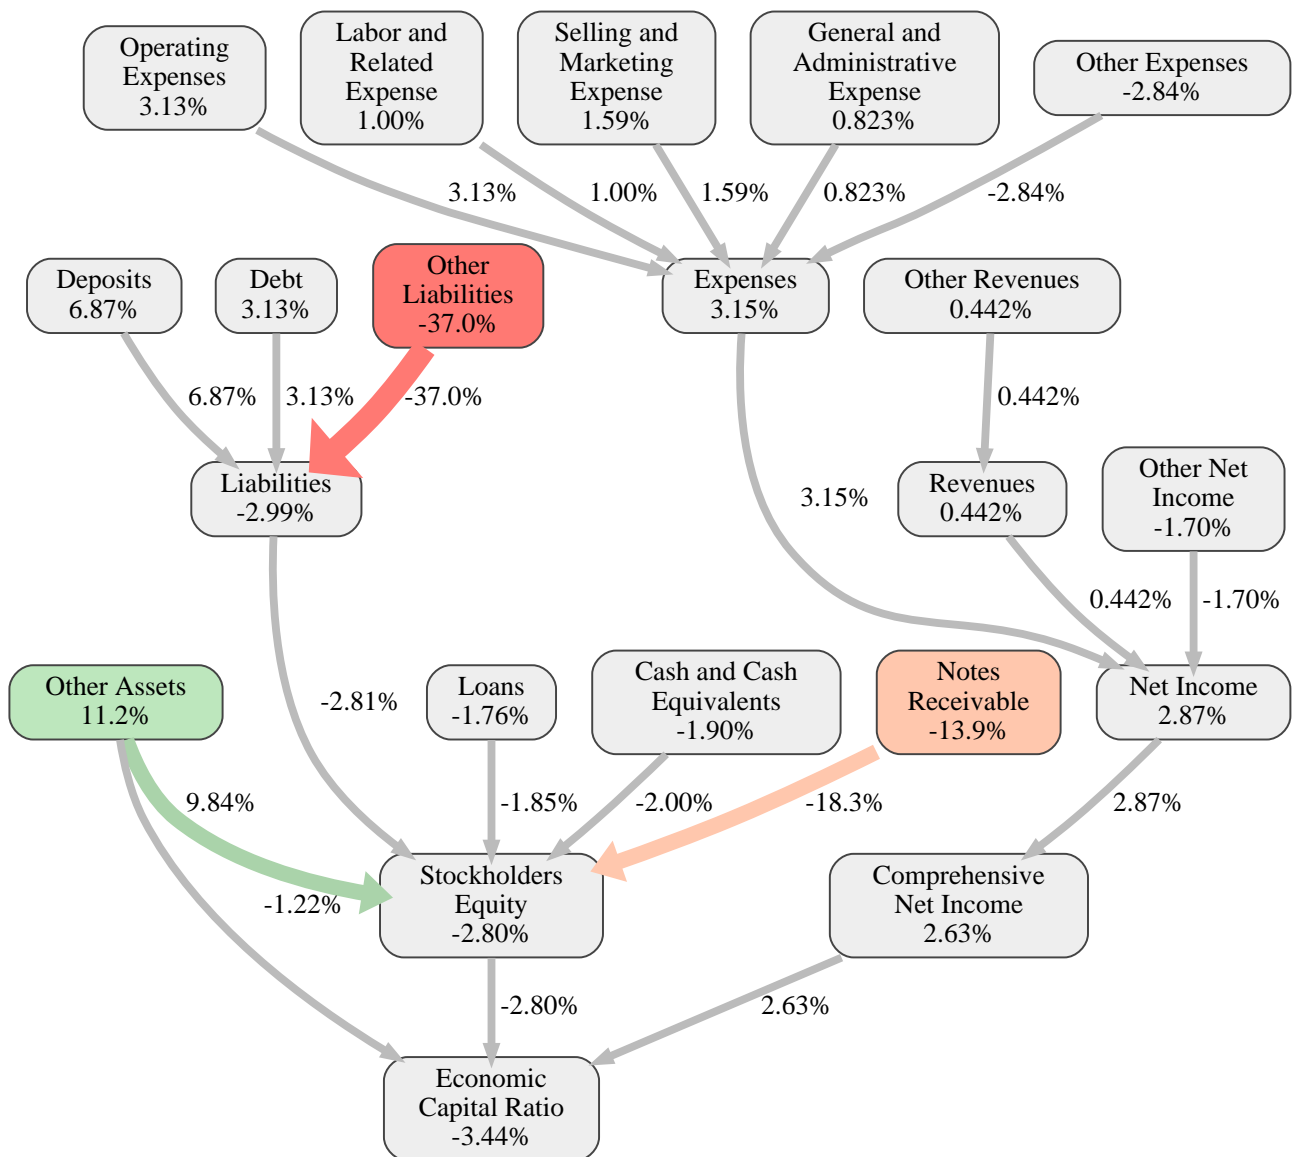 Operating
Expenses
3.13%
Labor and
Related
Expense
1.00%
Selling and
Marketing
Expense
1.59%
General and
Administrative
Expense
0.823%
Other Expenses
-2.84%
3.13%
1.00%
1.59%
0.823%
-2.84%
Deposits
6.87%
Debt
3.13%
Other
Liabilities
-37.0%
Expenses
3.15%
Other Revenues
0.442%
6.87%
3.13%
-37.0%
0.442%
Liabilities
-2.99%
3.15%
Revenues
0.442%
Other Net
Income
-1.70%
0.442%
-1.70%
Other Assets
11.2%
-2.81%
Loans
-1.76%
Cash and Cash
Equivalents
-1.90%
Notes
Receivable
-13.9%
Net Income
2.87%
9.84%
-1.85%
-2.00%
-18.3%
2.87%
-1.22%
Stockholders
Equity
-2.80%
Comprehensive
Net Income
2.63%
-2.80%
2.63%
Economic
Capital Ratio
-3.44%